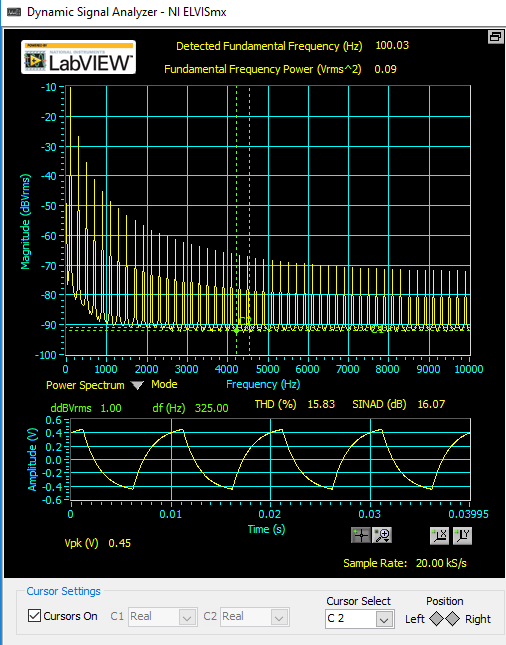 Dynamic Signal Analyzer - NI ELVISmx
POWERED BY
NATIONAL INSTRUMENTS
LabVIEW™
Detected Fundamental Frequency (Hz) 100.03
Fundamental Frequency Power (Vrms^2) 0.09
Magnitude (dBVrms)
-10
-20
-30
-40
-50
-60
-70
-80
-90
-100
C2
C1
0 1000 2000 3000 4000 5000 6000 7000 8000 9000 10000
Power Spectrum Mode Frequency (Hz)
ddBVrms 1.00 df (Hz) 325.00 THD (%) 15.83 SINAD (dB) 16.07
Amplitude (V)
0.6
0.4
0.2
0.0
-0.2
-0.4
-0.6
0 0.01 0.02 0.03 0.03995
Time (s)
Vpk (V) 0.45
X Y
Sample Rate: 20.00 kS/s
Cursor Settings
Cursors On C1 Real C2 Real
Cursor Select
C 2
Position
Left Right